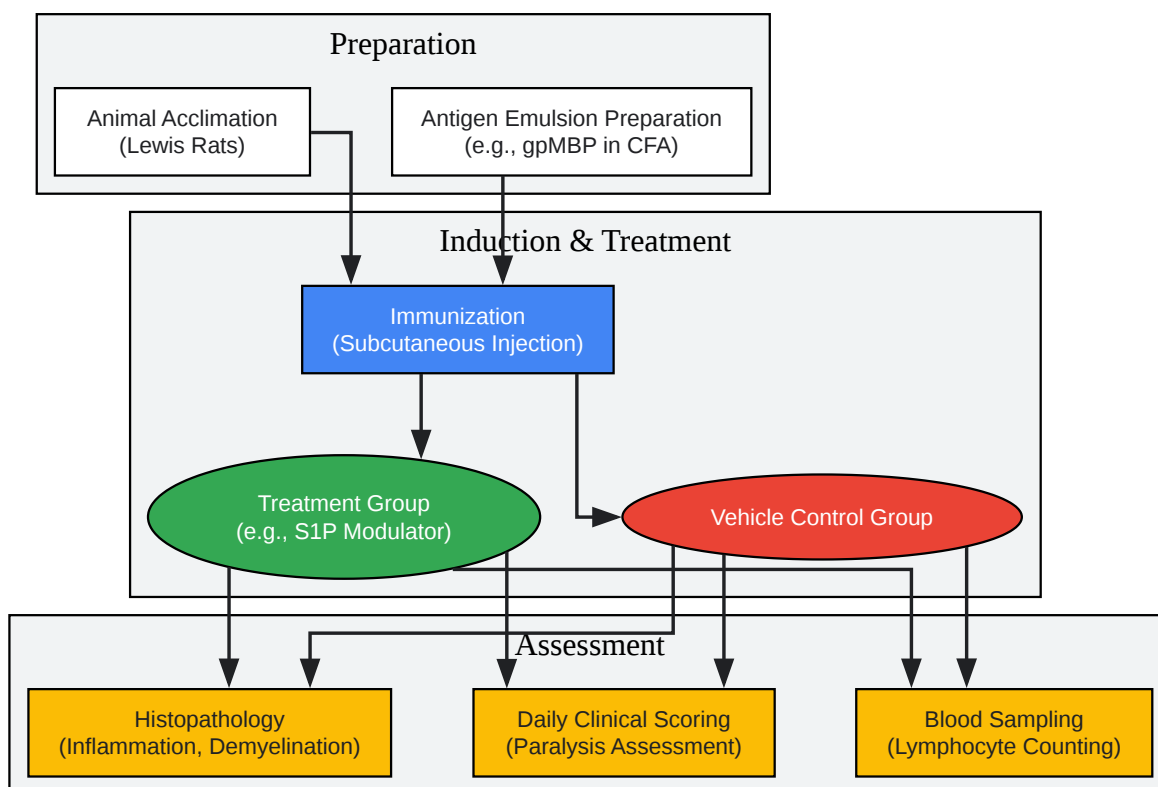 Preparation
Animal Acclimation
(Lewis Rats)
Antigen Emulsion Preparation
(e.g., gpMBP in CFA)
Induction & Treatment
Immunization
(Subcutaneous Injection)
Treatment Group
(e.g., S1P Modulator)
Vehicle Control Group
Assessment
Histopathology
(Inflammation, Demyelination)
Daily Clinical Scoring
(Paralysis Assessment)
Blood Sampling
(Lymphocyte Counting)